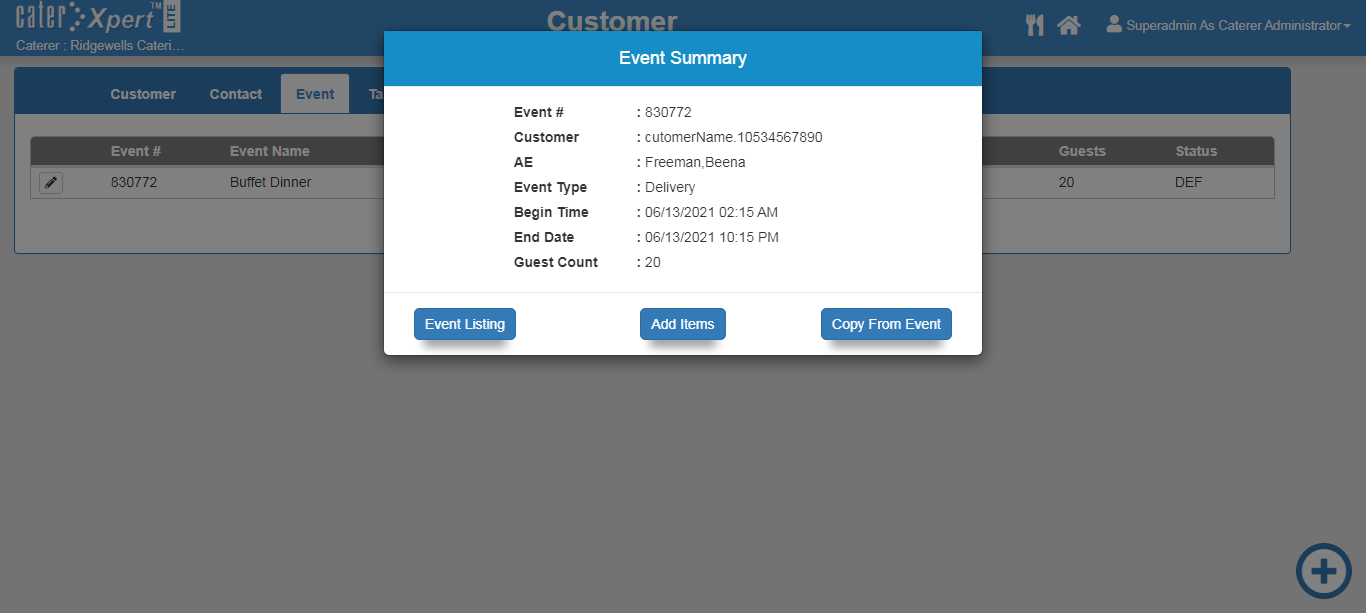 cater Xpert™ LITE
Customer
Superadmin As Caterer Administrator
Caterer : Ridgewells Cateri...
Event Summary
Customer Contact Event Ta
Event # : 830772
Customer : cutomerName.10534567890
AE : Freeman,Beena
Event Type : Delivery
Begin Time : 06/13/2021 02:15 AM
End Date : 06/13/2021 10:15 PM
Guest Count : 20
Event Listing Add Items Copy From Event
Event # Event Name Guests Status
830772 Buffet Dinner 20 DEF